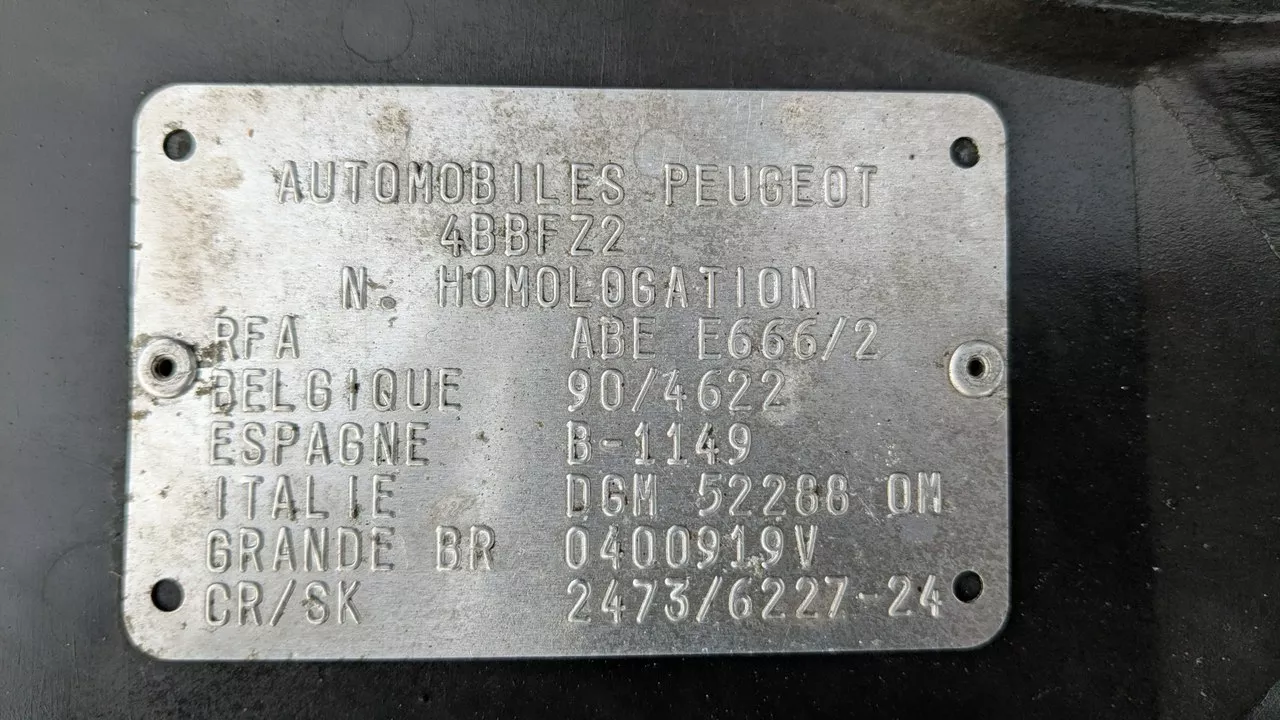 AUTOMOBILES PEUGEOT
4BBFZ2
N. HOMOLOGATION
RFA ABE E666/2
BELGIQUE 90/4622
ESPAGNE B-1149
ITALIE DGM 52288 OM
GRANDE BR 0400919V
CR/SK 2473/6227-24